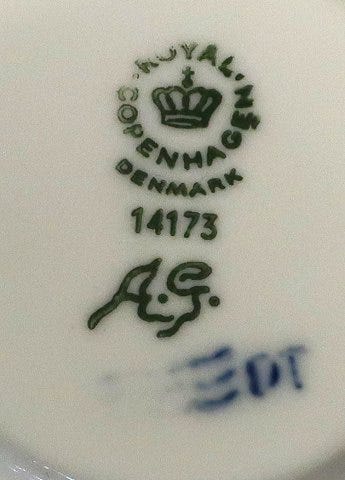 ROYAL
COPENHAGEN
DENMARK
14173
A.G.